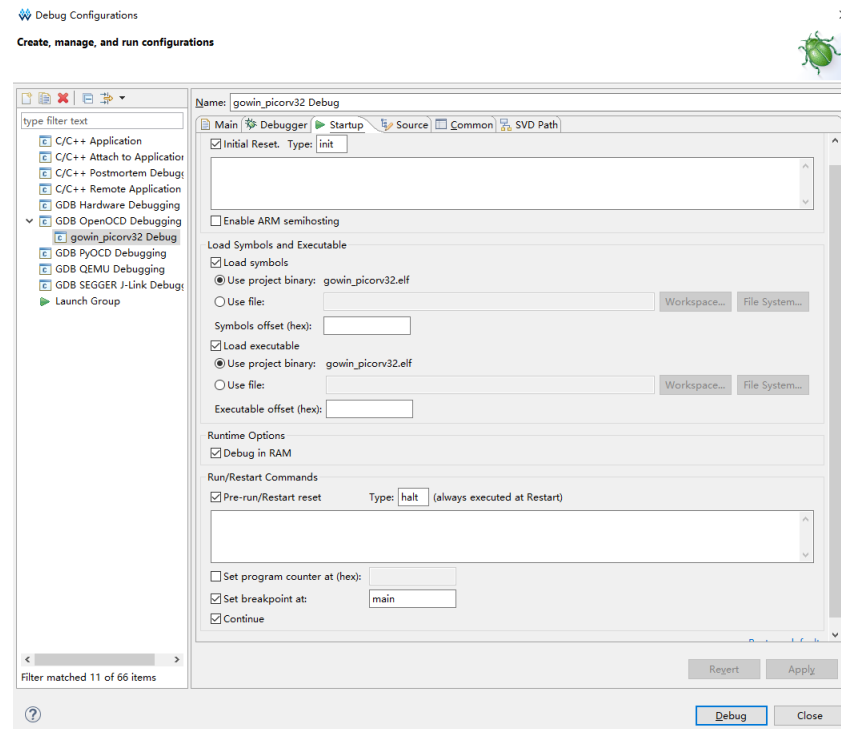 Debug Configurations
Create, manage, and run configurations
Name: gowin_picorv32 Debug
type filter text
C/C++ Application
C/C++ Attach to Application
C/C++ Postmortem Debugg
C/C++ Remote Application
GDB Hardware Debugging
GDB OpenOCD Debugging
gowin_picorv32 Debug
GDB PyOCD Debugging
GDB QEMU Debugging
GDB SEGGER J-Link Debugg
Launch Group
Filter matched 11 of 66 items
Main Debugger Startup Source Common SVD Path
Initial Reset. Type: init
Enable ARM semihosting
Load Symbols and Executable
Load symbols
Use project binary: gowin_picorv32.elf
Use file: Workspace... File System...
Symbols offset (hex):
Load executable
Use project binary: gowin_picorv32.elf
Use file: Workspace... File System...
Executable offset (hex):
Runtime Options
Debug in RAM
Run/Restart Commands
Pre-run/Restart reset Type: halt (always executed at Restart)
Set program counter at (hex):
Set breakpoint at: main
Continue
Revert Apply
Debug Close